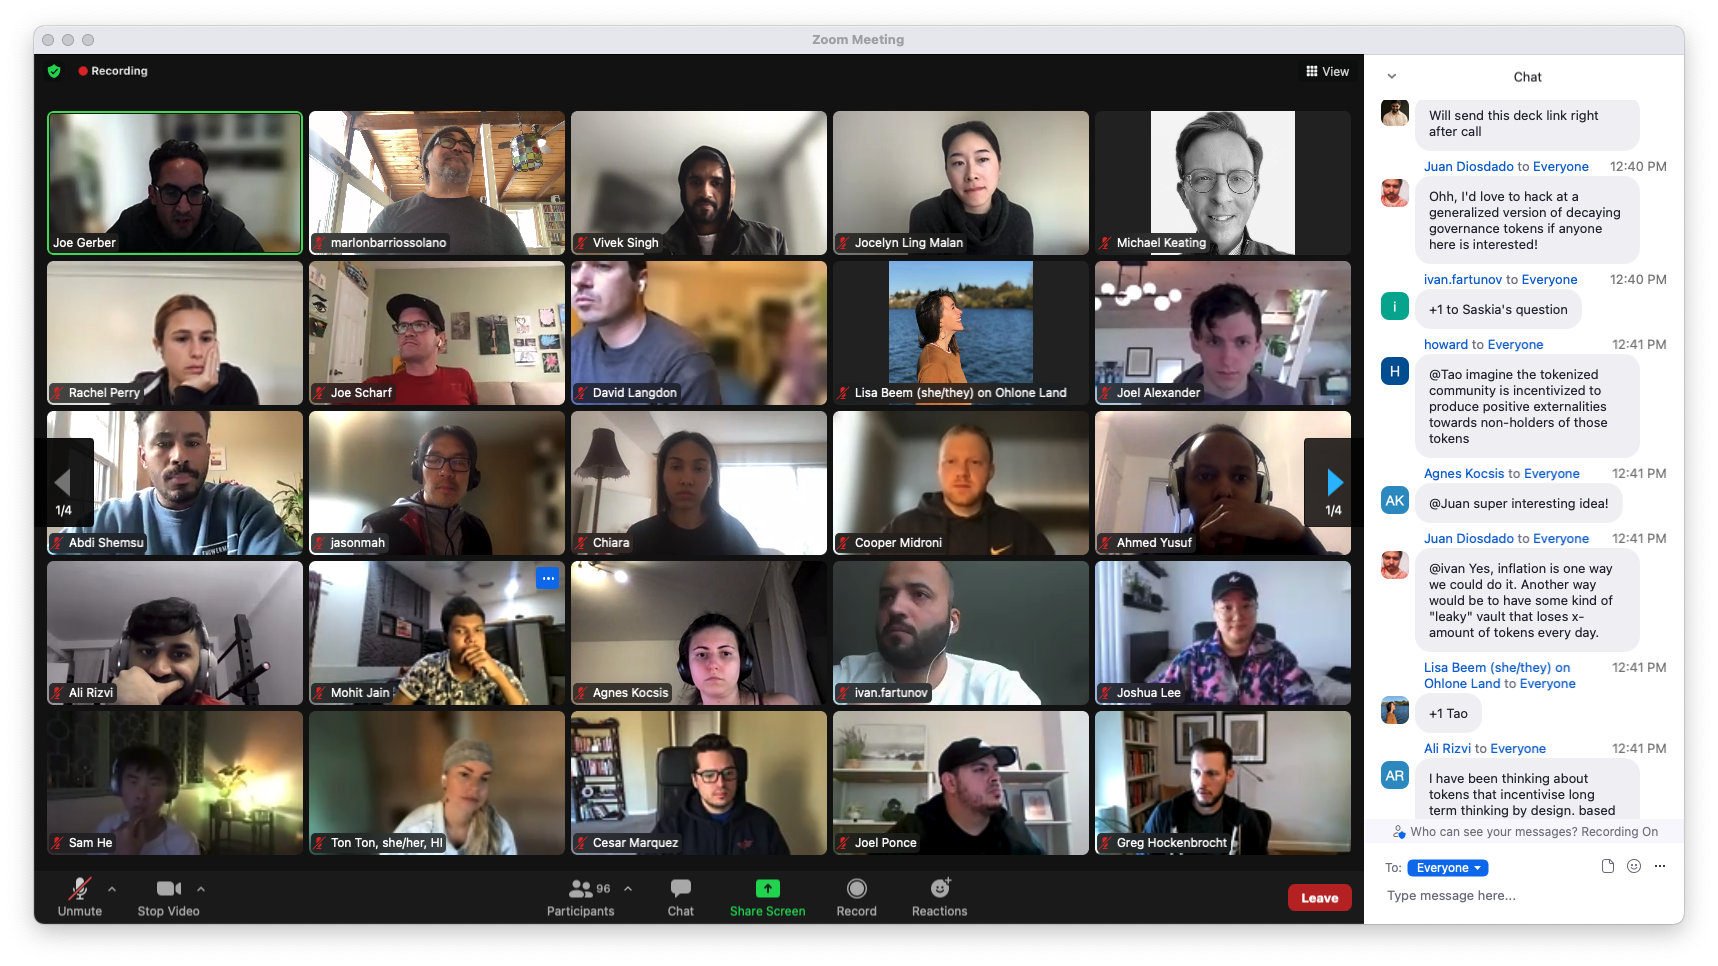 Zoom Meeting
Recording
View
Joe Gerber
marlonbarriossolano
Vivek Singh
Jocelyn Ling Malan
Michael Keating
Rachel Perry
Joe Scharf
David Langdon
Lisa Beem (she/they) on Ohlone Land
Joel Alexander
1/4
1/4
Abdi Shemsu
jasonmah
Chiara
Cooper Midroni
Ahmed Yusuf
Ali Rizvi
Mohit Jain
Agnes Kocsis
ivan.fartunov
Joshua Lee
Sam He
Ton Ton, she/her, HI
Cesar Marquez
Joel Ponce
Greg Hockenbrocht
Unmute
Stop Video
96
Participants
Chat
Share Screen
Record
Reactions
Leave
Chat
Will send this deck link right
after call
Juan Diosdado to Everyone 12:40 PM
Ohh, I'd love to hack at a
generalized version of decaying
governance tokens if anyone
here is interested!
ivan.fartunov to Everyone 12:40 PM
i
+1 to Saskia's question
howard to Everyone 12:41 PM
H
@Tao imagine the tokenized
community is incentivized to
produce positive externalities
towards non-holders of those
tokens
Agnes Kocsis to Everyone 12:41 PM
AK
@Juan super interesting idea!
Juan Diosdado to Everyone 12:41 PM
@ivan Yes, inflation is one way
we could do it. Another way
would be to have some kind of
"leaky" vault that loses x-
amount of tokens every day.
Lisa Beem (she/they) on 12:41 PM
Ohlone Land to Everyone
+1 Tao
Ali Rizvi to Everyone 12:41 PM
AR
I have been thinking about
tokens that incentivise long
term thinking by design. based
Who can see your messages? Recording On
To: Everyone
Type message here...